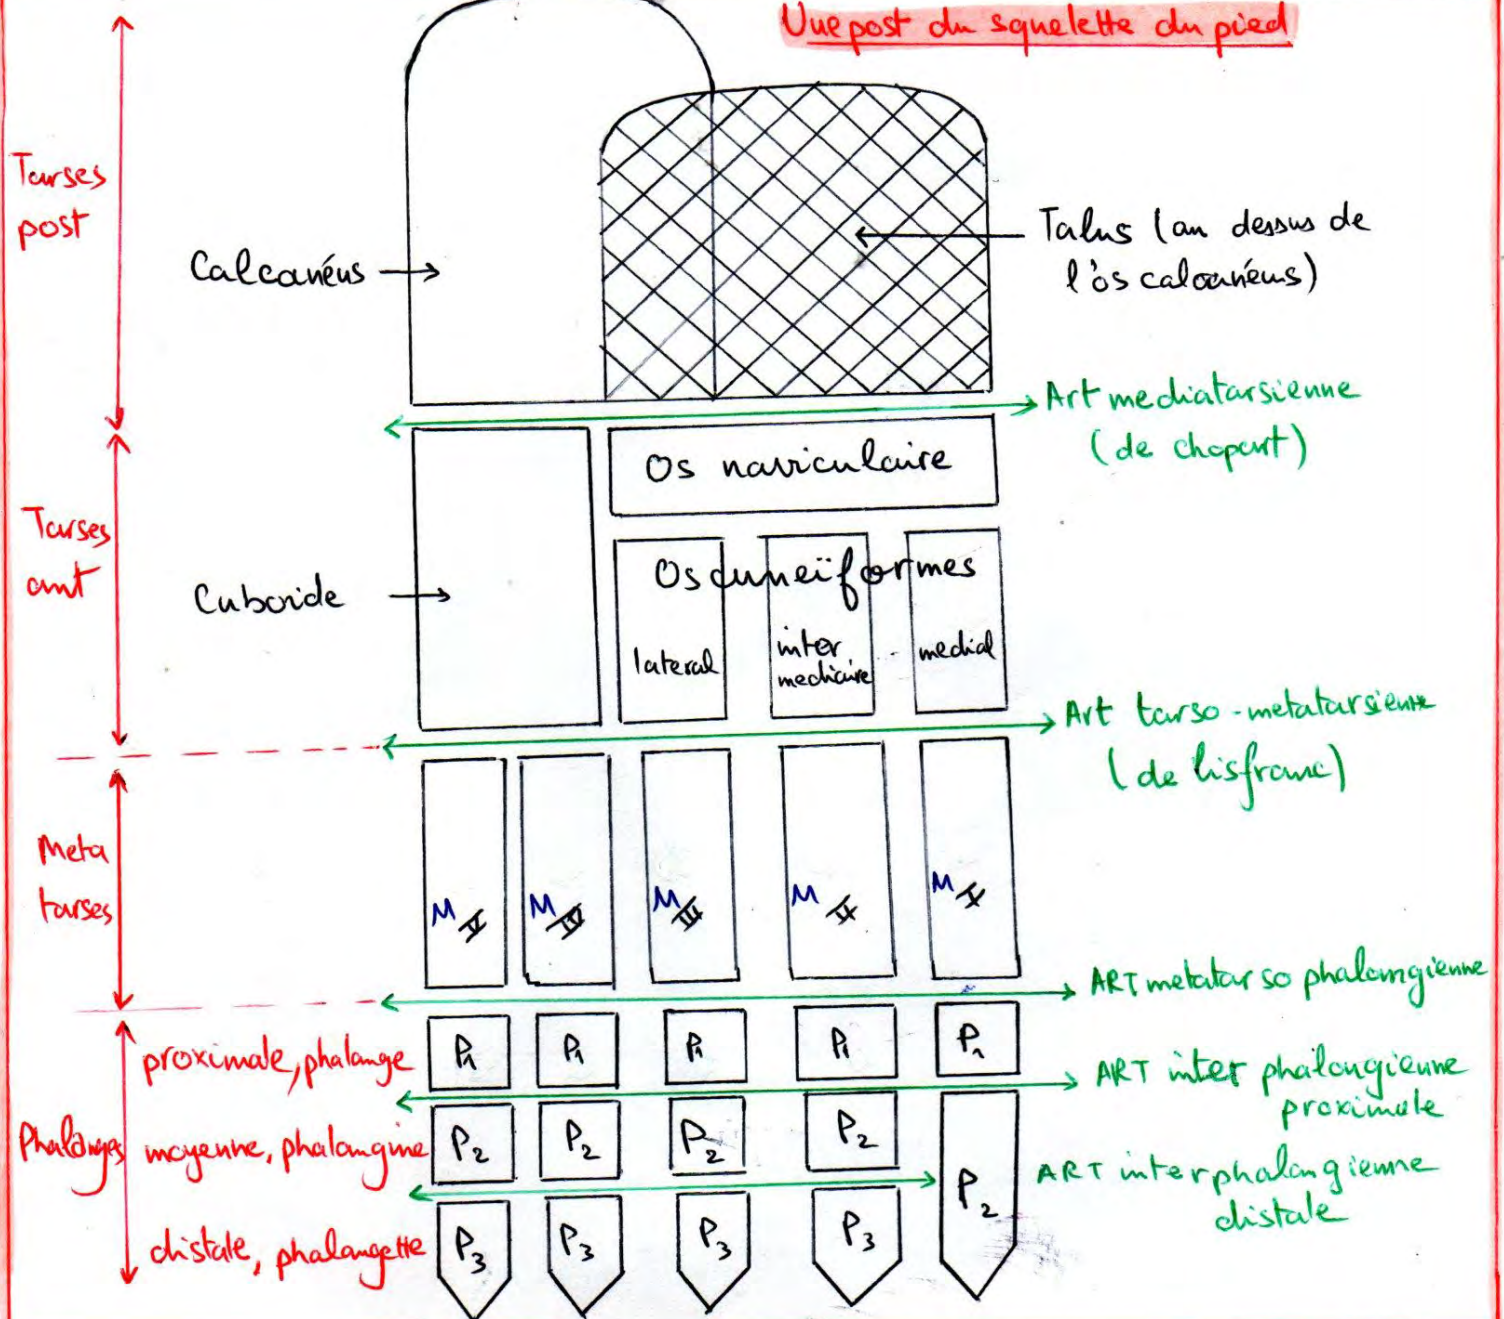 Vue post du squelette du pied
Tarses
post
Calcanéus
Talus (au dessus de
l'os calcanéus)
Art mediatarsienne
(de chopart)
Os naviculaire
Tarses
ant
Cuboide
Os cuneïformes
lateral
inter
mediaire
medial
Art tarso-metatarsienne
(de lisfranc)
Meta
tarses
M V
M IV
M III
M II
M I
ART metatarso phalangienne
proximale, phalange
P1
P1
P1
P1
P1
ART inter phalangienne
proximale
Phalanges
moyenne, phalangine
P2
P2
P2
P2
P2
ART interphalangienne
distale
distale, phalangette
P3
P3
P3
P3